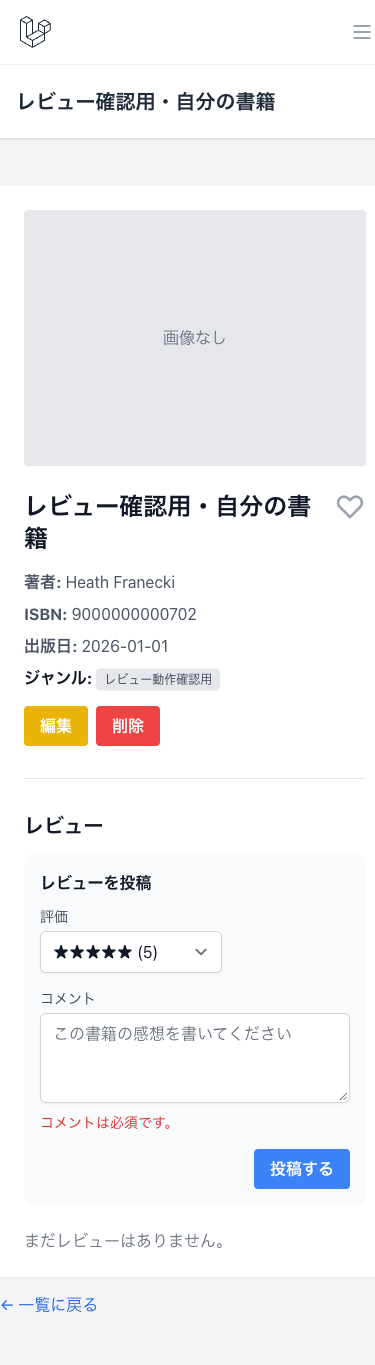 レビュー確認用・自分の書籍
画像なし
レビュー確認用・自分の書
籍
著者: Heath Franecki
ISBN: 9000000000702
出版日: 2026-01-01
ジャンル: レビュー動作確認用
編集 削除
レビュー
レビューを投稿
評価
★★★★★ (5)
コメント
この書籍の感想を書いてください
コメントは必須です。
投稿する
まだレビューはありません。
← 一覧に戻る